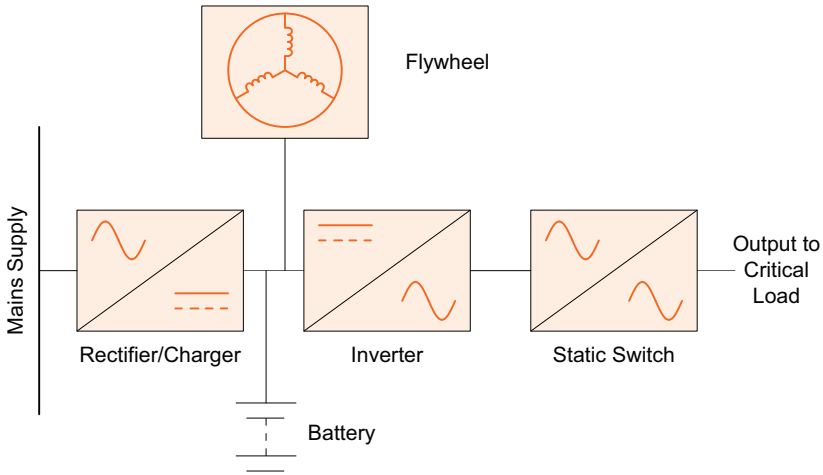 Flywheel
Mains Supply
Output to
Critical
Load
Rectifier/Charger
Inverter
Static Switch
Battery